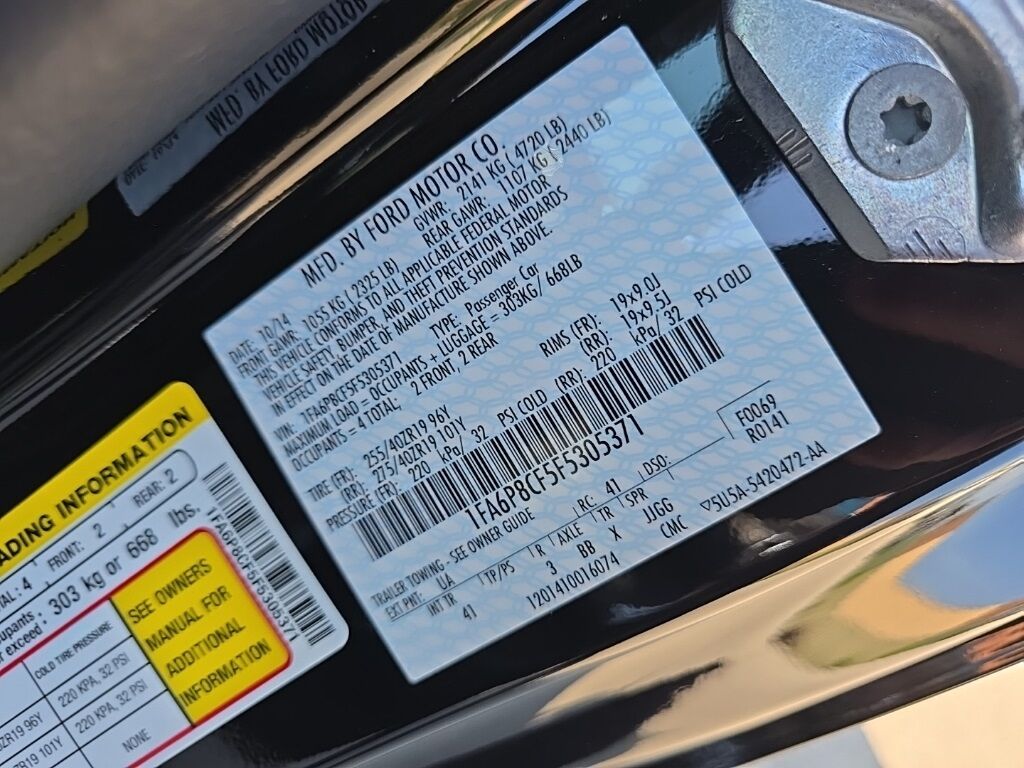 MFD. BY FORD MOTOR CO.
DATE: 10/14 GVWR: 2141 KG ( 4720 LB)
FRONT GAWR: 1055 KG ( 2325 LB) REAR GAWR: 1107 KG ( 2440 LB)
THIS VEHICLE CONFORMS TO ALL APPLICABLE FEDERAL MOTOR
VEHICLE SAFETY, BUMPER, AND THEFT PREVENTION STANDARDS
IN EFFECT ON THE DATE OF MANUFACTURE SHOWN ABOVE.
VIN: 1FA6P8CF5F5305371 TYPE: Passenger Car
MAXIMUM LOAD = OCCUPANTS + LUGGAGE = 303KG/ 668LB
OCCUPANTS = 4 TOTAL; 2 FRONT, 2 REAR
TIRE (FR): 255/40ZR19 96Y RIMS (FR): 19x9.0J
(RR): 275/40ZR19 101Y (RR): 19x9.5J
PRESSURE (FR): 220 kPa/ 32 PSI COLD (RR): 220 kPa/ 32 PSI COLD
1FA6P8CF5F5305371
TRAILER TOWING - SEE OWNER GUIDE F0069
R0141
EXT PNT: UA RC: 41 DSO:
INT TR TP/PS R AXLE TR SPR
41 3 BB X JJGG
1201410016074 CMC ▽5U5A-5420472-AA
ADING INFORMATION
TAL: 4 FRONT: 2 REAR: 2
cupants
r exceed : 303 kg or 668 lbs.
COLD TIRE PRESSURE
ZR19 96Y 220 KPA, 32 PSI
ZR19 101Y 220 KPA, 32 PSI
NONE
SEE OWNERS
MANUAL FOR
ADDITIONAL
INFORMATION
1FA6P8CF5F5305371